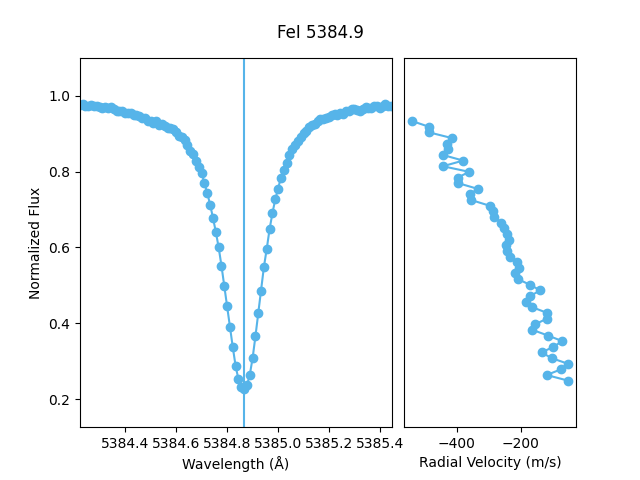 FeI 5384.9
Normalized Flux
1.0
0.8
0.6
0.4
0.2
5384.4 5384.6 5384.8 5385.0 5385.2 5385.4
Wavelength (Å)
−400 −200
Radial Velocity (m/s)